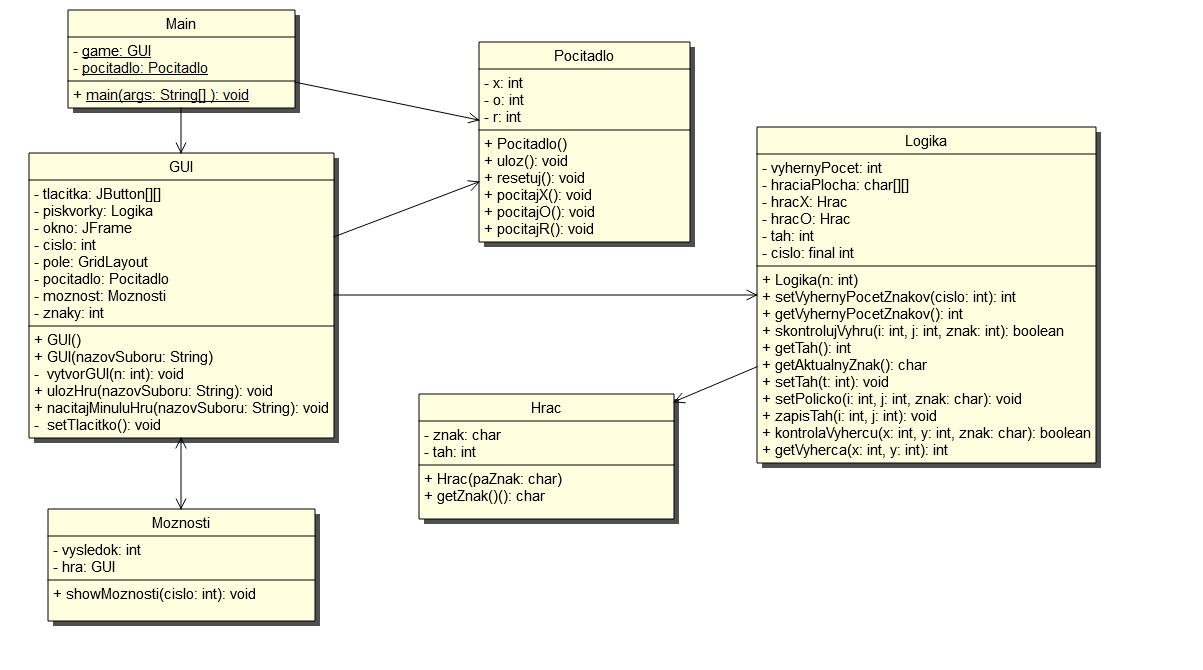 Main
- game: GUI
- pocitadlo: Pocitadlo
+ main(args: String[] ): void
Pocitadlo
- x: int
- o: int
- r: int
+ Pocitadlo()
+ uloz(): void
+ resetuj(): void
+ pocitajX(): void
+ pocitajO(): void
+ pocitajR(): void
GUI
- tlacitka: JButton[][]
- piskvorky: Logika
- okno: JFrame
- cislo: int
- pole: GridLayout
- pocitadlo: Pocitadlo
- moznost: Moznosti
- znaky: int
+ GUI()
+ GUI(nazovSuboru: String)
- vytvorGUI(n: int): void
+ ulozHru(nazovSuboru: String): void
+ nacitajMinuluHru(nazovSuboru: String): void
- setTlacitko(): void
Logika
- vyhernyPocet: int
- hraciaPlocha: char[][]
- hracX: Hrac
- hracO: Hrac
- tah: int
- cislo: final int
+ Logika(n: int)
+ setVyhernyPocetZnakov(cislo: int): int
+ getVyhernyPocetZnakov(): int
+ skontrolujVyhru(i: int, j: int, znak: int): boolean
+ getTah(): int
+ getAktualnyZnak(): char
+ setTah(t: int): void
+ setPolicko(i: int, j: int, znak: char): void
+ zapisTah(i: int, j: int): void
+ kontrolaVyhercu(x: int, y: int, znak: char): boolean
+ getVyherca(x: int, y: int): int
Hrac
- znak: char
- tah: int
+ Hrac(paZnak: char)
+ getZnak()(): char
Moznosti
- vysledok: int
- hra: GUI
+ showMoznosti(cislo: int): void